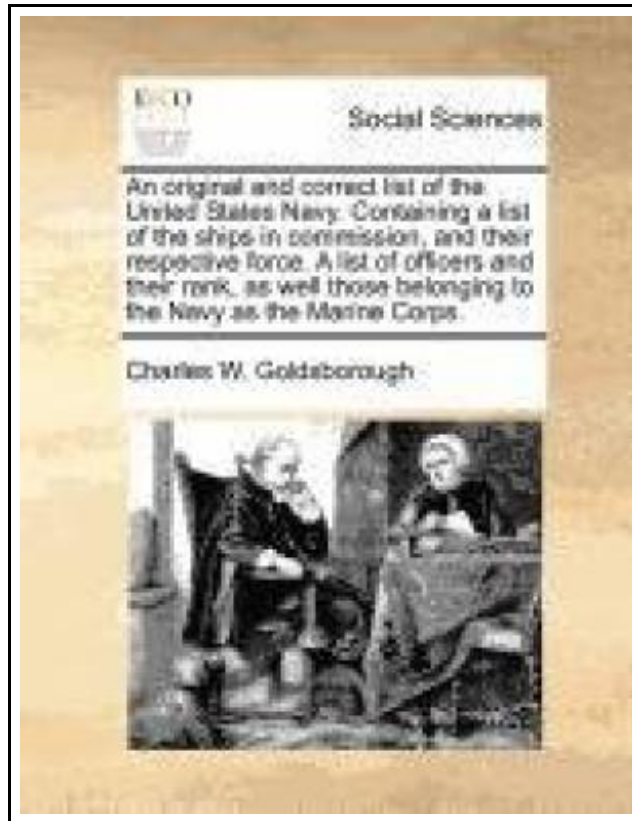 ECCO
Social Sciences
An original and correct list of the
United States Navy. Containing a list
of the ships in commission, and their
respective force. A list of officers and
their rank, as well those belonging to
the Navy as the Marine Corps.
Charles W. Goldsborough